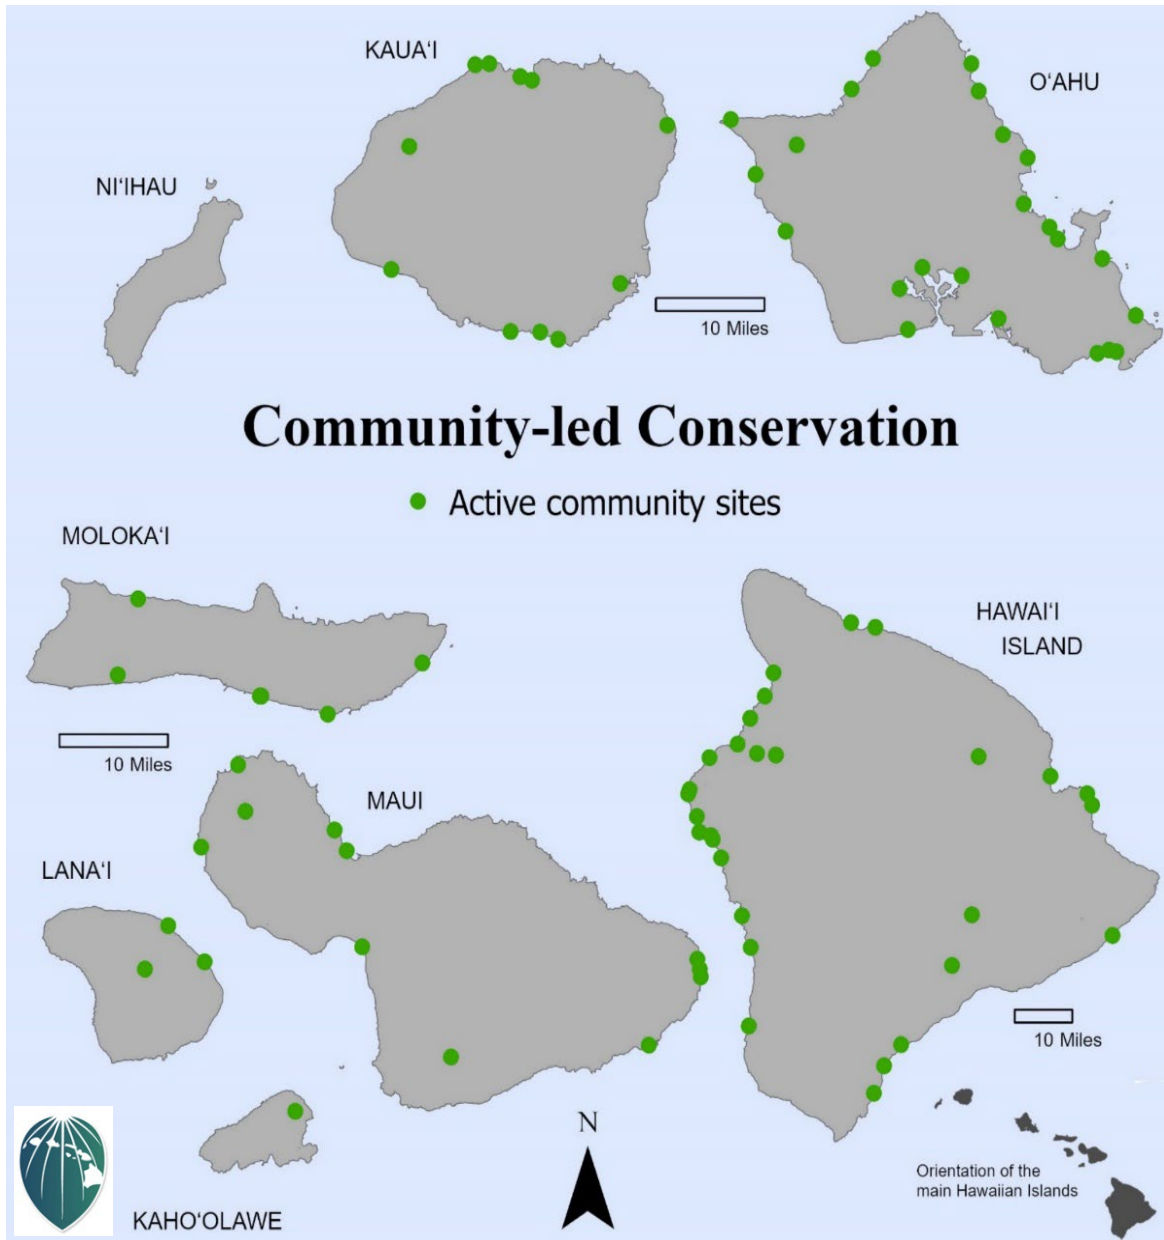 KAUA‘I
O‘AHU
NI‘IHAU
10 Miles
Community-led Conservation
Active community sites
MOLOKA‘I
HAWAI‘I
ISLAND
10 Miles
MAUI
LANA‘I
10 Miles
N
Orientation of the
main Hawaiian Islands
KAHO‘OLAWE